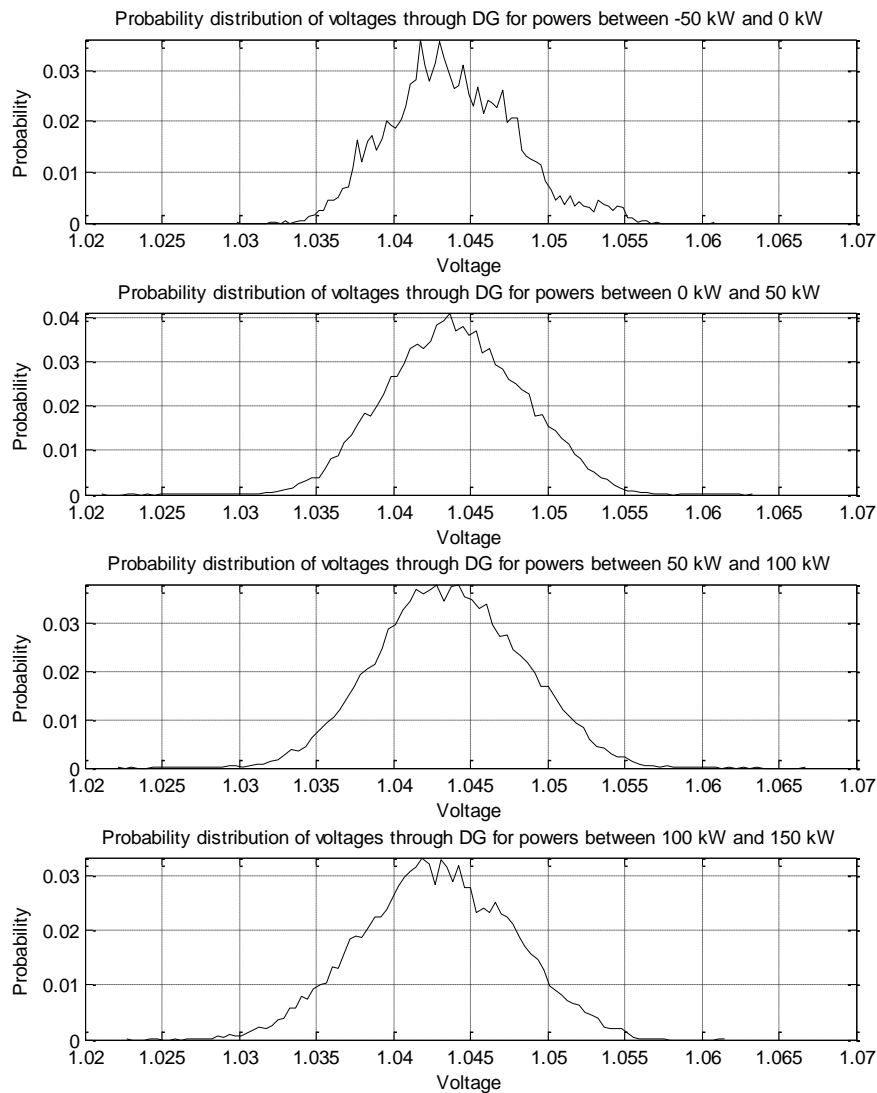 Probability distribution of voltages through DG for powers between -50 kW and 0 kW
0.03
0.02
0.01
0
Probability
1.02 1.025 1.03 1.035 1.04 1.045 1.05 1.055 1.06 1.065 1.07
Voltage
Probability distribution of voltages through DG for powers between 0 kW and 50 kW
0.04
0.03
0.02
0.01
0
Probability
1.02 1.025 1.03 1.035 1.04 1.045 1.05 1.055 1.06 1.065 1.07
Voltage
Probability distribution of voltages through DG for powers between 50 kW and 100 kW
0.03
0.02
0.01
0
Probability
1.02 1.025 1.03 1.035 1.04 1.045 1.05 1.055 1.06 1.065 1.07
Voltage
Probability distribution of voltages through DG for powers between 100 kW and 150 kW
0.03
0.02
0.01
0
Probability
1.02 1.025 1.03 1.035 1.04 1.045 1.05 1.055 1.06 1.065 1.07
Voltage